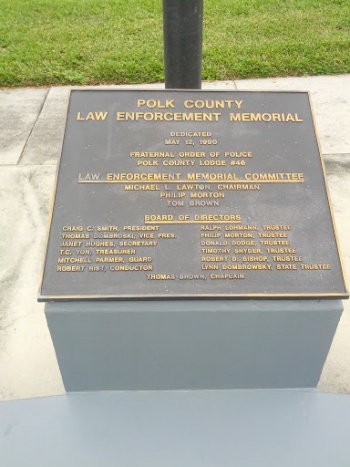 POLK COUNTY
LAW ENFORCEMENT MEMORIAL
DEDICATED
MAY 12, 1990
FRATERNAL ORDER OF POLICE
POLK COUNTY LODGE #46
LAW ENFORCEMENT MEMORIAL COMMITTEE
MICHAEL L. LAWTON, CHAIRMAN
PHILIP MORTON
TOM BROWN
BOARD OF DIRECTORS
CRAIG C. SMITH, PRESIDENT
THOMAS DOMBROSKI, VICE PRES.
JANET HUGHES, SECRETARY
T.C. YON, TREASURER
MITCHELL PARMER, GUARD
ROBERT HIST, CONDUCTOR
RALPH LOHMANN, TRUSTEE
PHILIP MORTON, TRUSTEE
DONALD DODGE, TRUSTEE
TIMOTHY SNYDER, TRUSTEE
ROBERT D. BISHOP, TRUSTEE
LYNN DOMBROWSKY, STATE TRUSTEE
THOMAS BROWN, CHAPLAIN